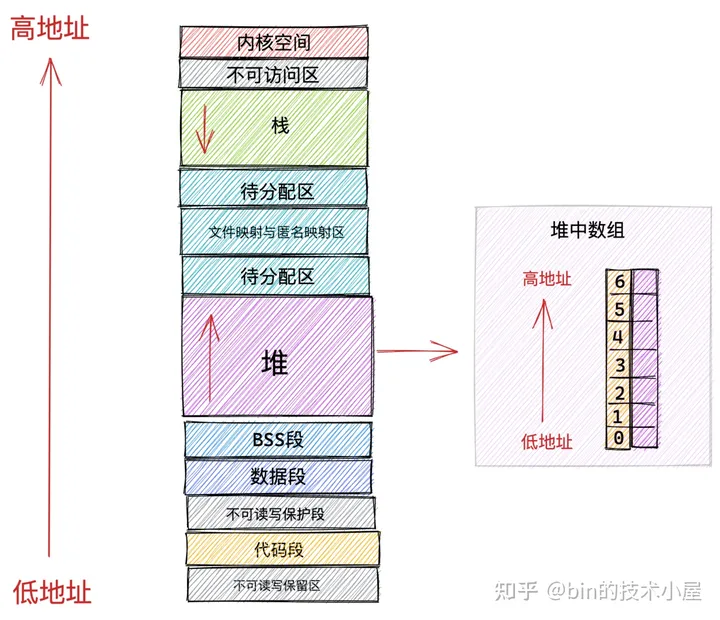 高地址
内核空间
不可访问区
栈
待分配区
文件映射与匿名映射区
待分配区
堆
BSS段
数据段
不可读写保护段
代码段
不可读写保留区
低地址
堆中数组
高地址
6
5
4
3
2
1
0
低地址
知乎 @bin的技术小屋